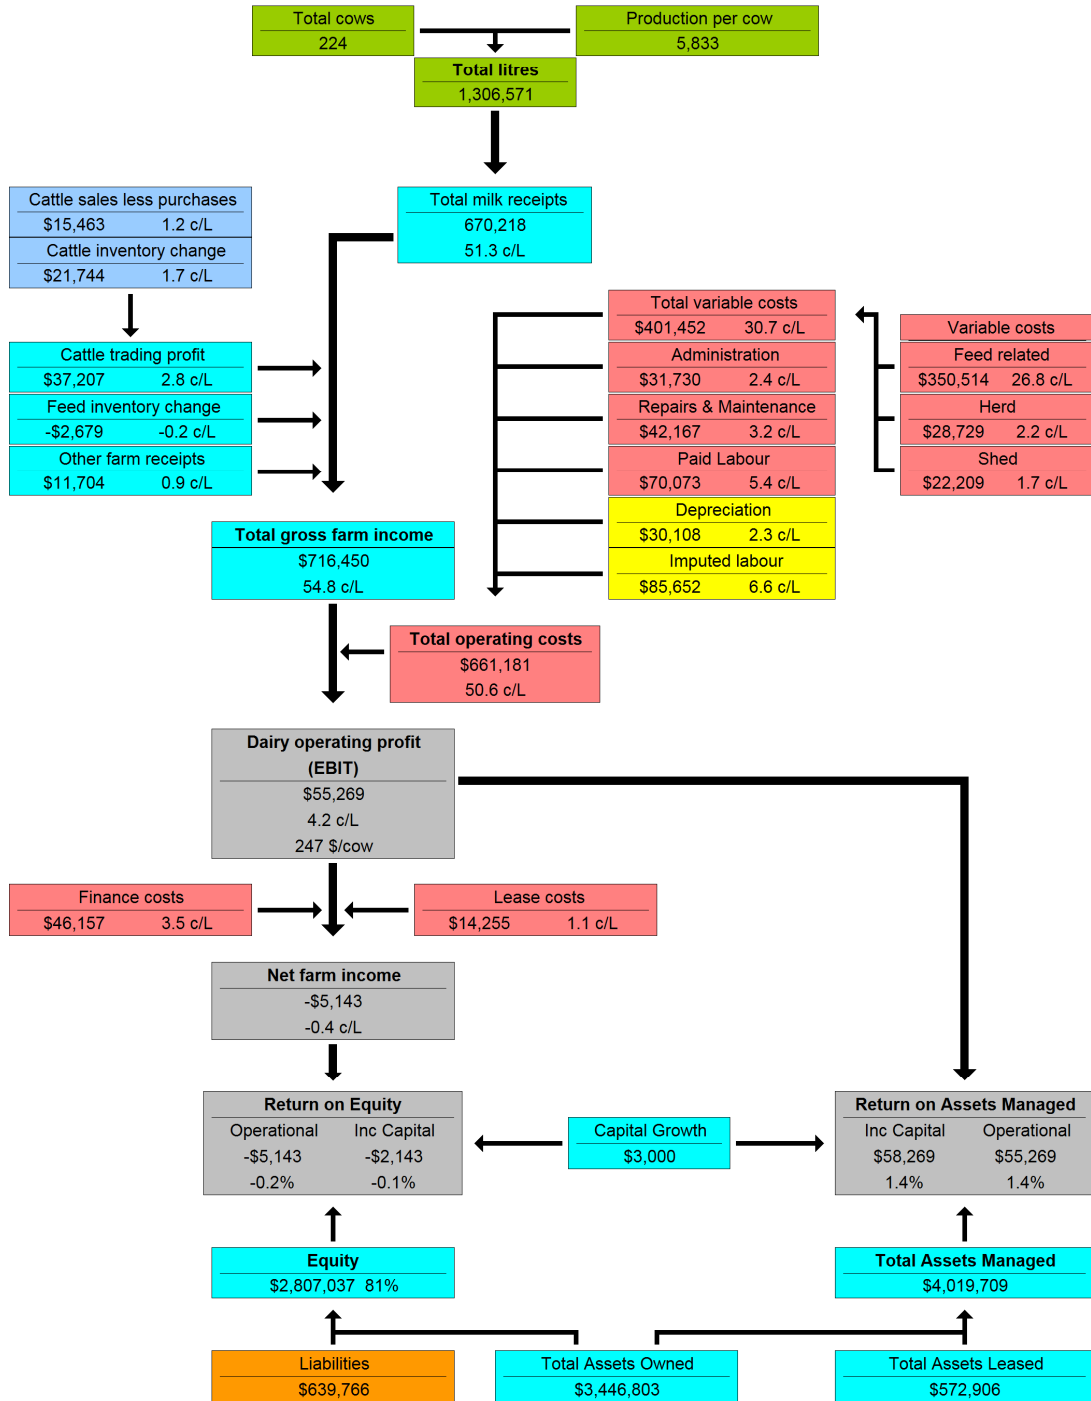 Total cows
224
Production per cow
5,833
Total litres
1,306,571
Cattle sales less purchases
$15,463 1.2 c/L
Cattle inventory change
$21,744 1.7 c/L
Total milk receipts
670,218
51.3 c/L
Total variable costs
$401,452 30.7 c/L
Variable costs
Cattle trading profit
$37,207 2.8 c/L
Administration
$31,730 2.4 c/L
Feed related
$350,514 26.8 c/L
Feed inventory change
-$2,679 -0.2 c/L
Repairs & Maintenance
$42,167 3.2 c/L
Herd
$28,729 2.2 c/L
Other farm receipts
$11,704 0.9 c/L
Paid Labour
$70,073 5.4 c/L
Shed
$22,209 1.7 c/L
Depreciation
$30,108 2.3 c/L
Total gross farm income
$716,450
54.8 c/L
Imputed labour
$85,652 6.6 c/L
Total operating costs
$661,181
50.6 c/L
Dairy operating profit
(EBIT)
$55,269
4.2 c/L
247 $/cow
Finance costs
$46,157 3.5 c/L
Lease costs
$14,255 1.1 c/L
Net farm income
-$5,143
-0.4 c/L
Return on Equity
Operational Inc Capital
-$5,143 -$2,143
-0.2% -0.1%
Capital Growth
$3,000
Return on Assets Managed
Inc Capital Operational
$58,269 $55,269
1.4% 1.4%
Equity
$2,807,037 81%
Total Assets Managed
$4,019,709
Liabilities
$639,766
Total Assets Owned
$3,446,803
Total Assets Leased
$572,906